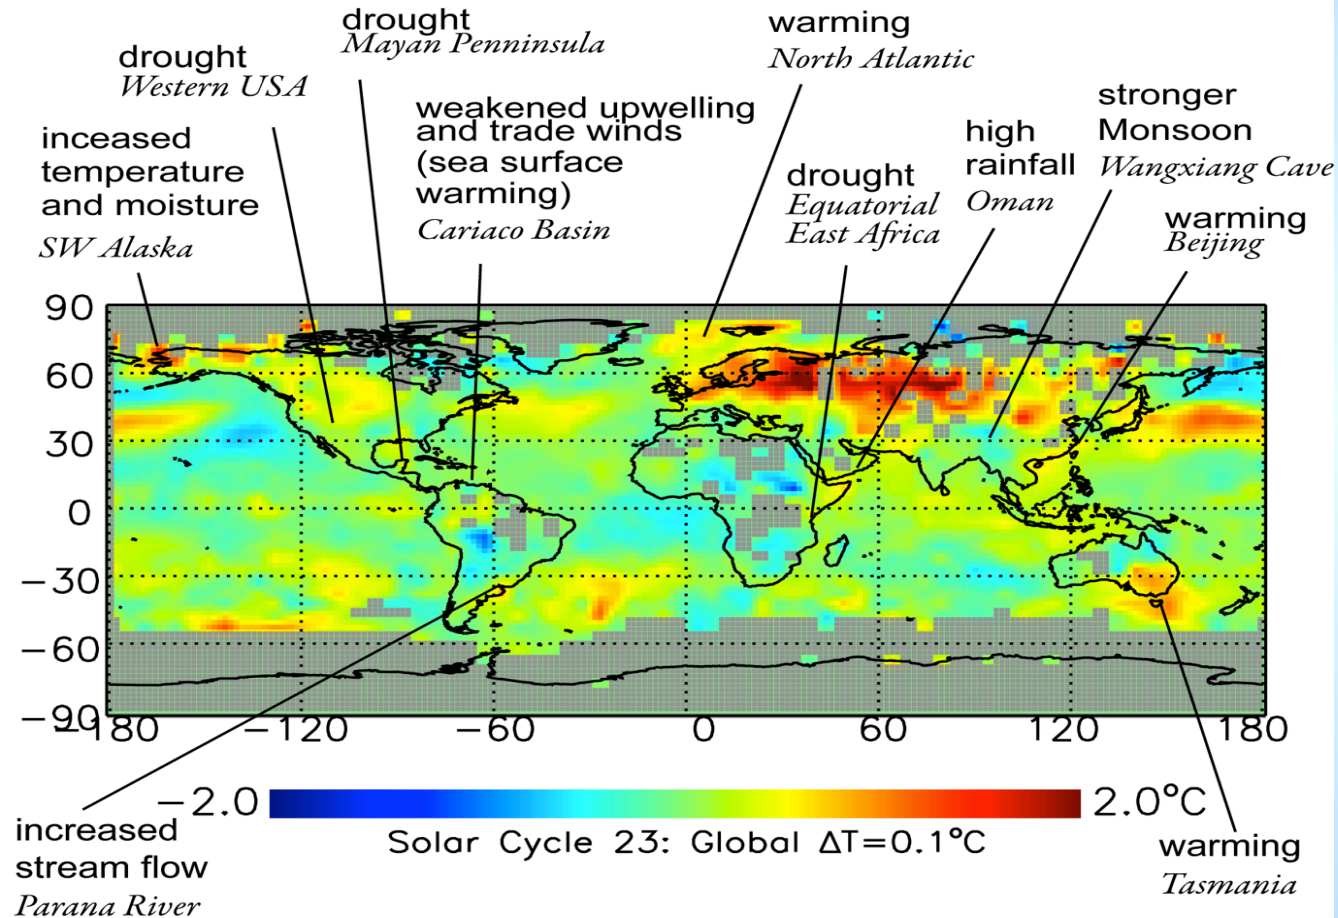 drought
Mayan Penninsula
warming
North Atlantic
drought
Western USA
weakened upwelling
and trade winds
(sea surface
warming)
Cariaco Basin
stronger
Monsoon
Wangxiang Cave
inceased
temperature
and moisture
SW Alaska
high
rainfall
Oman
drought
Equatorial
East Africa
warming
Beijing
90
60
30
0
−30
−60
−90
−180 −120 −60 0 60 120 180
−2.0 2.0°C
Solar Cycle 23: Global ΔT=0.1°C
increased
stream flow
Parana River
warming
Tasmania